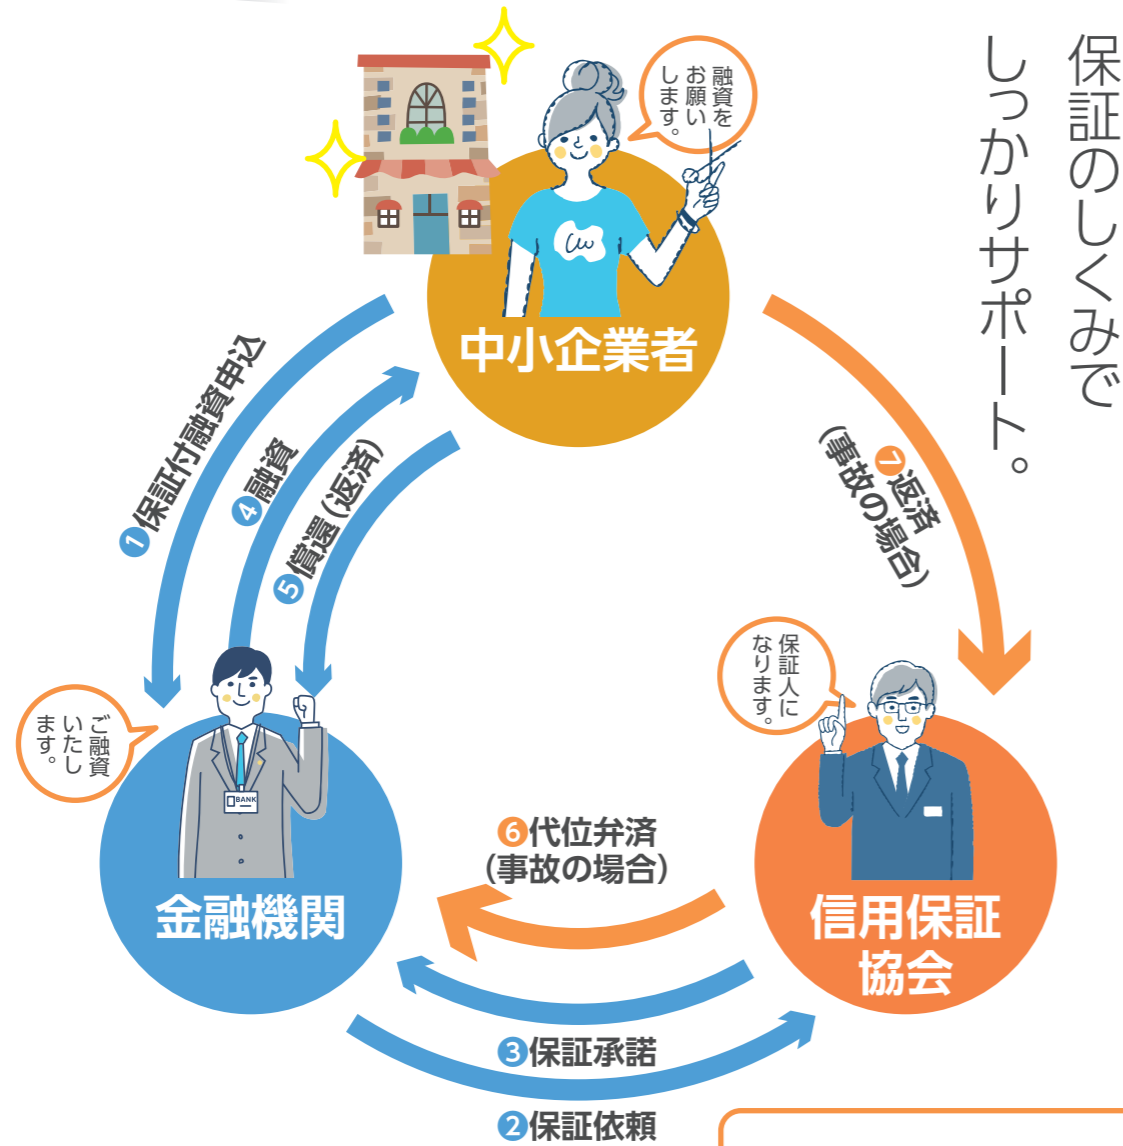 保証のしくみで
しっかりサポート。
融資を
お願い
します。
中小企業者
❶保証付融資申込
❹融資
❺償還(返済)
❼返済
(事故の場合)
保証人に
なります。
ご融資
いたし
ます。
BANK
❻代位弁済
(事故の場合)
金融機関
信用保証
協会
❸保証承諾
❷保証依頼